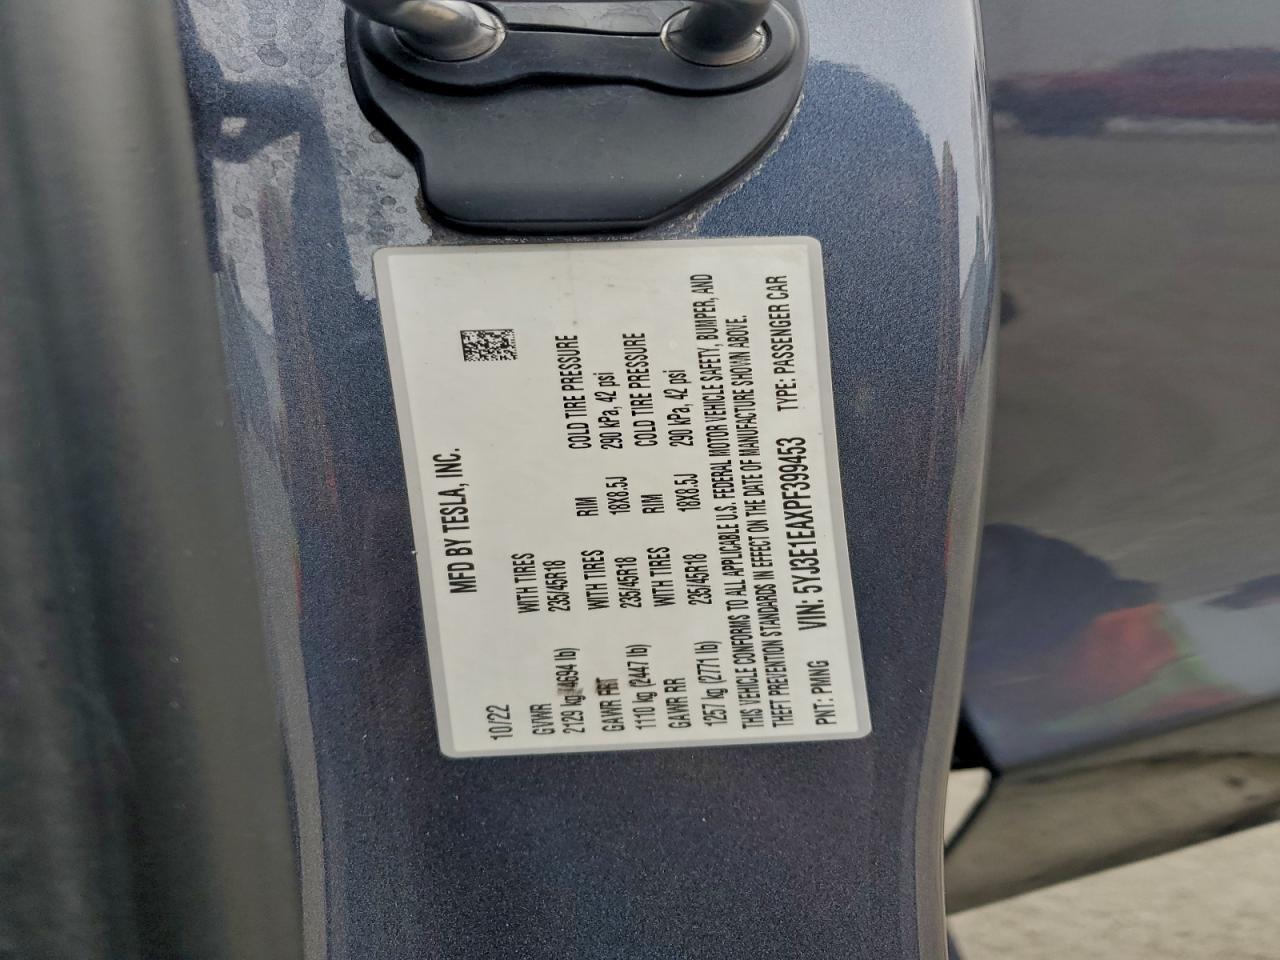 MFD BY TESLA, INC.
10/22
GVWR WITH TIRES RIM COLD TIRE PRESSURE
2129 kg (4694 lb) 235/45R18 18X8.5J 290 kPa, 42 psi
GAWR FRT WITH TIRES RIM COLD TIRE PRESSURE
1110 kg (2447 lb) 235/45R18 18X8.5J 290 kPa, 42 psi
GAWR RR WITH TIRES
1257 kg (2771 lb) 235/45R18
THIS VEHICLE CONFORMS TO ALL APPLICABLE U.S. FEDERAL MOTOR VEHICLE SAFETY, BUMPER, AND
THEFT PREVENTION STANDARDS IN EFFECT ON THE DATE OF MANUFACTURE SHOWN ABOVE.
PNT: PMNG VIN: 5YJ3E1EAXPF399453 TYPE: PASSENGER CAR